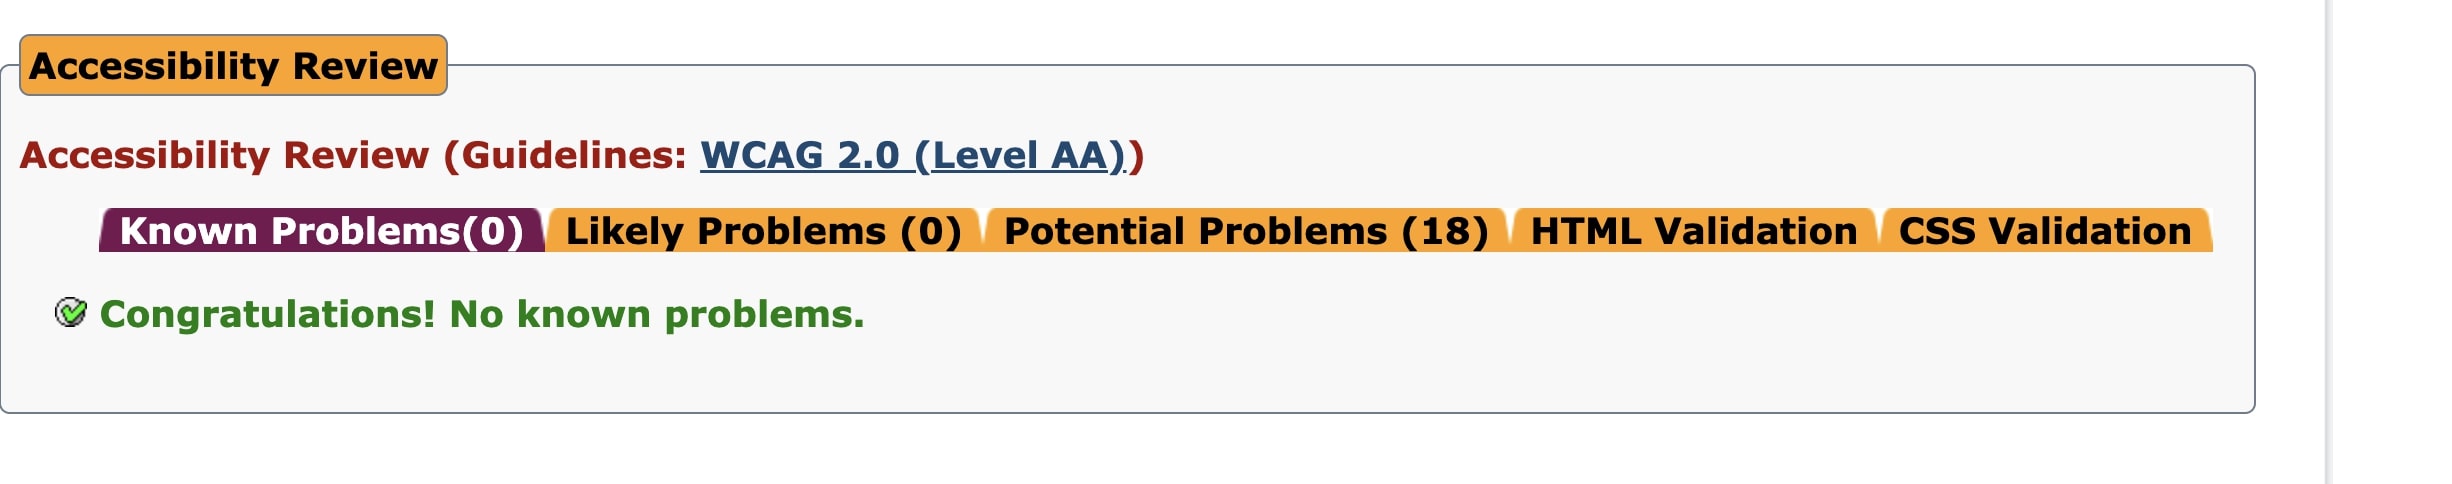 Accessibility Review
Accessibility Review (Guidelines: WCAG 2.0 (Level AA))
Known Problems(0) Likely Problems (0) Potential Problems (18) HTML Validation CSS Validation
Congratulations! No known problems.